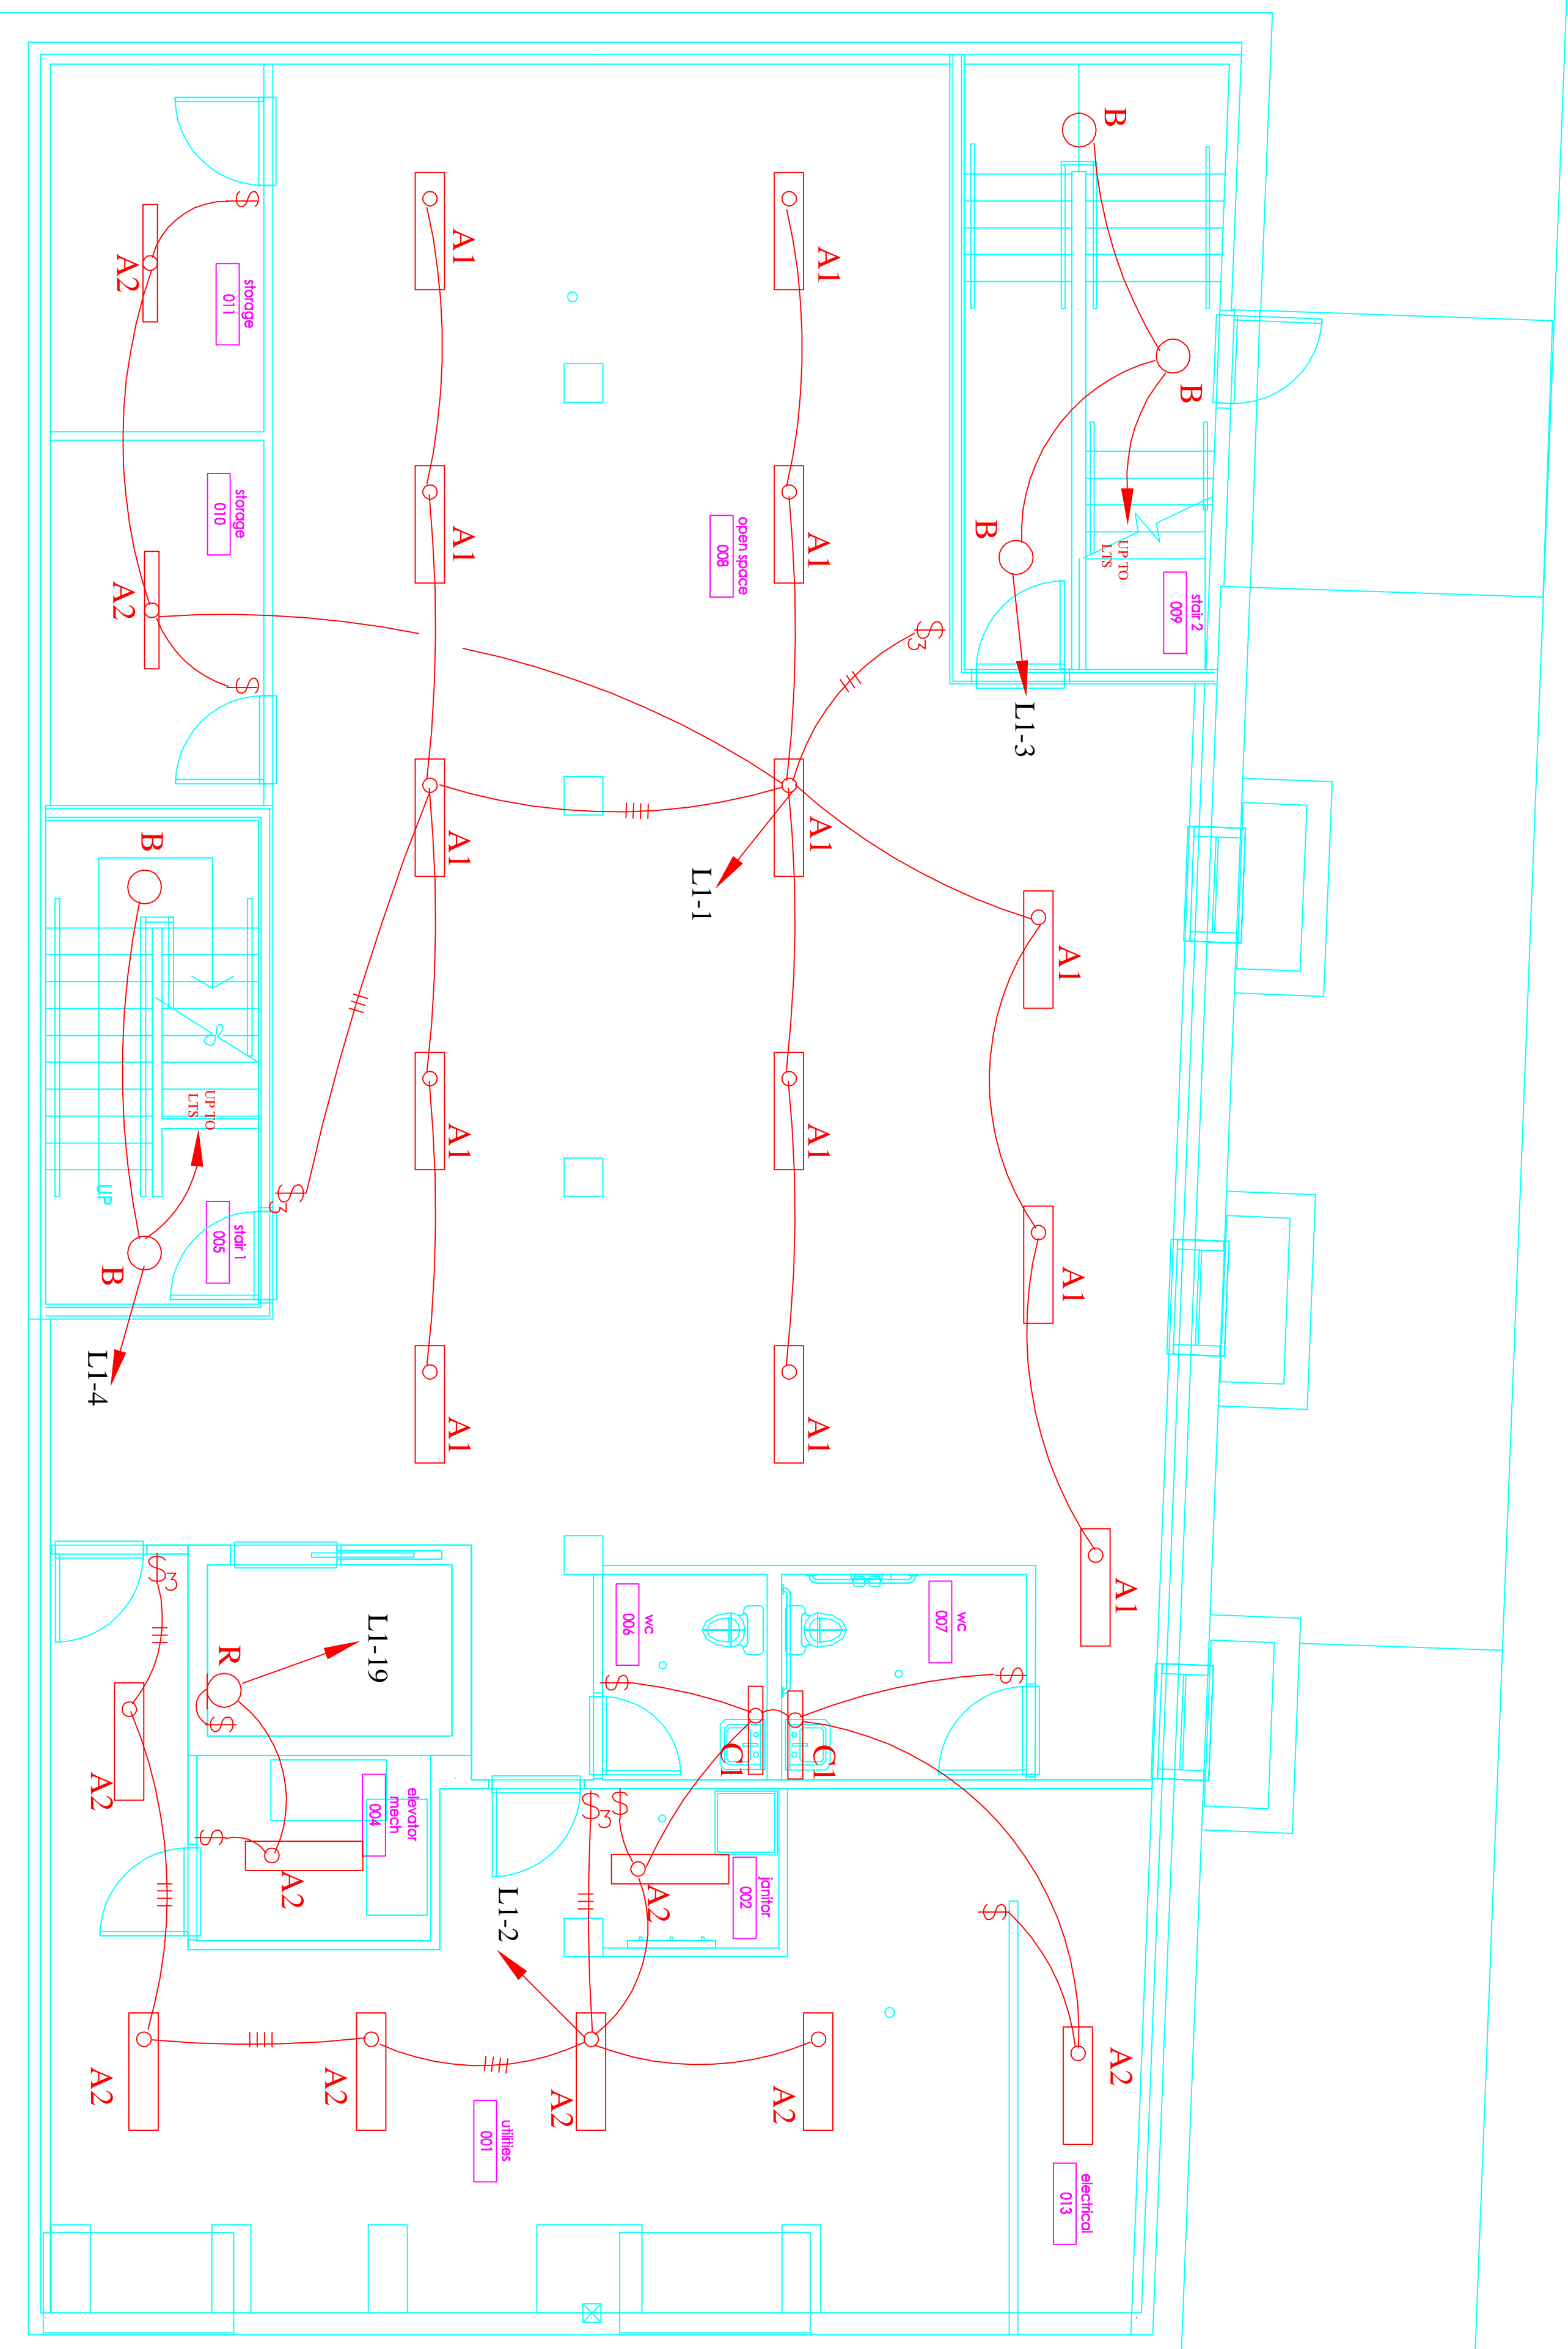 B
stair 2
009
B
UP TO
LTS
A1
A2
electrical
013
A1
A1
L1-3
$
$
B
wc
007
$3
A1
A1
A1
A1
A1
C1
A2
open space
008
janitor
002
C1
L1-1
wc
006
A2
$
$
$3
A2
utilities
001
L1-2
A1
A1
A1
A1
A1
elevator
mech
004
L1-19
A2
A2
$3
storage
011
$
storage
010
$
stair 1
005
UP TO
LTS
R
$
$
B
$3
A2
A2
UP
B
L1-4
A2
A2